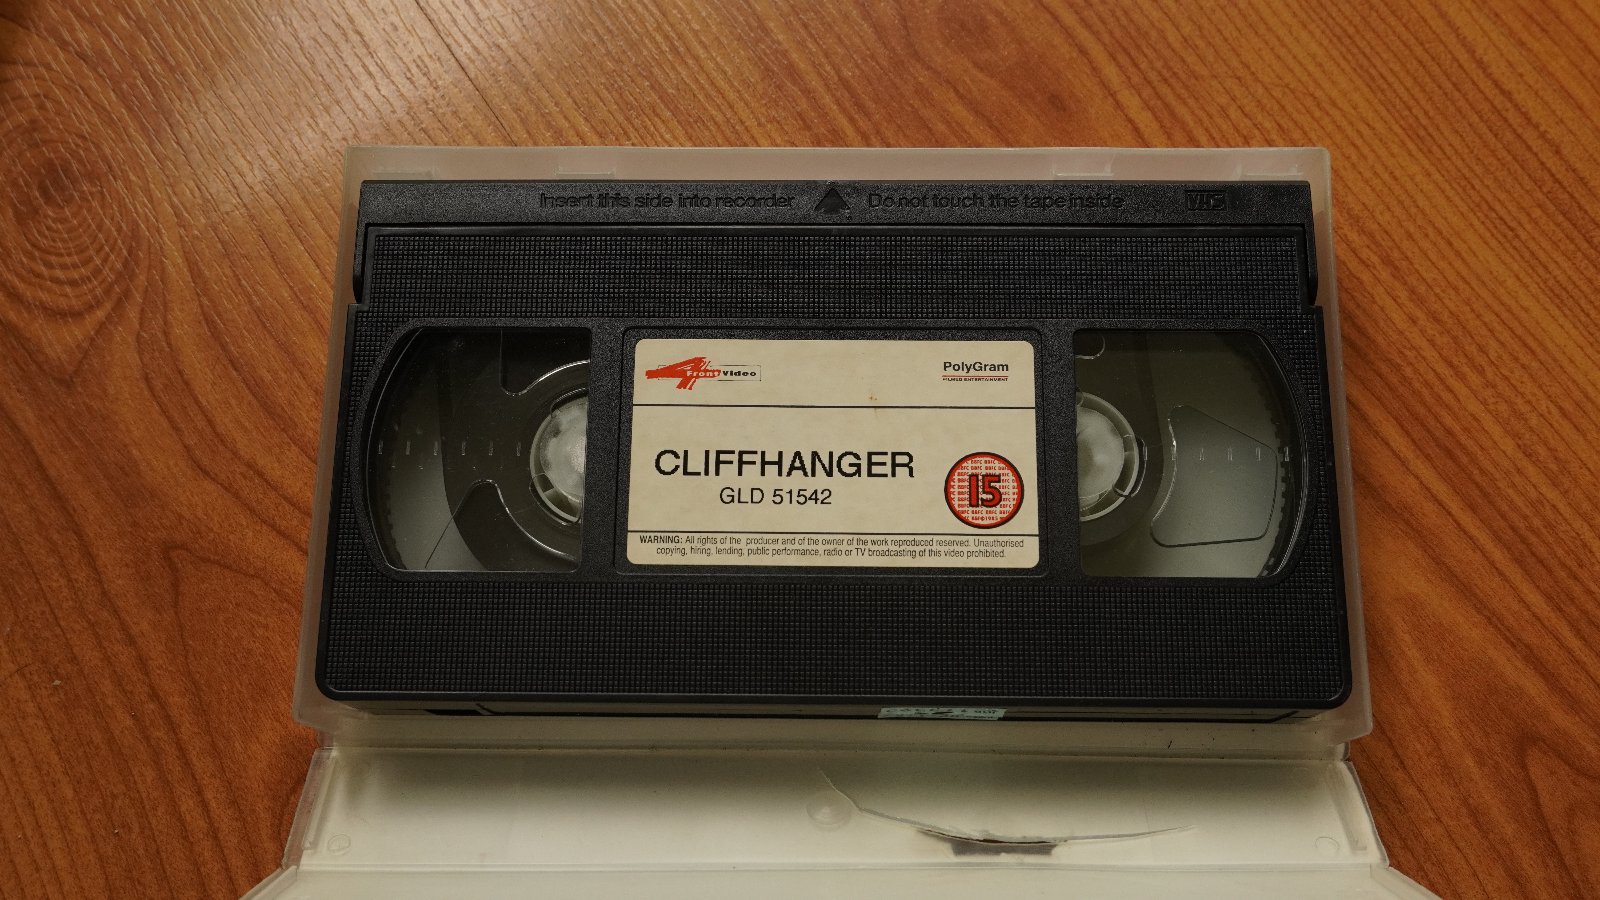 Insert this side into recorder Do not touch the tape inside VHS
4 Front Video
PolyGram
FILMED ENTERTAINMENT
CLIFFHANGER
GLD 51542
15
WARNING: All rights of the producer and of the owner of the work reproduced reserved. Unauthorised
copying, hiring, lending, public performance, radio or TV broadcasting of this video prohibited.